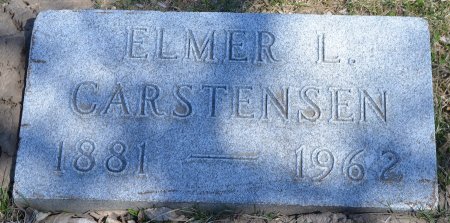 ELMER L.
CARSTENSEN
1881 — 1962